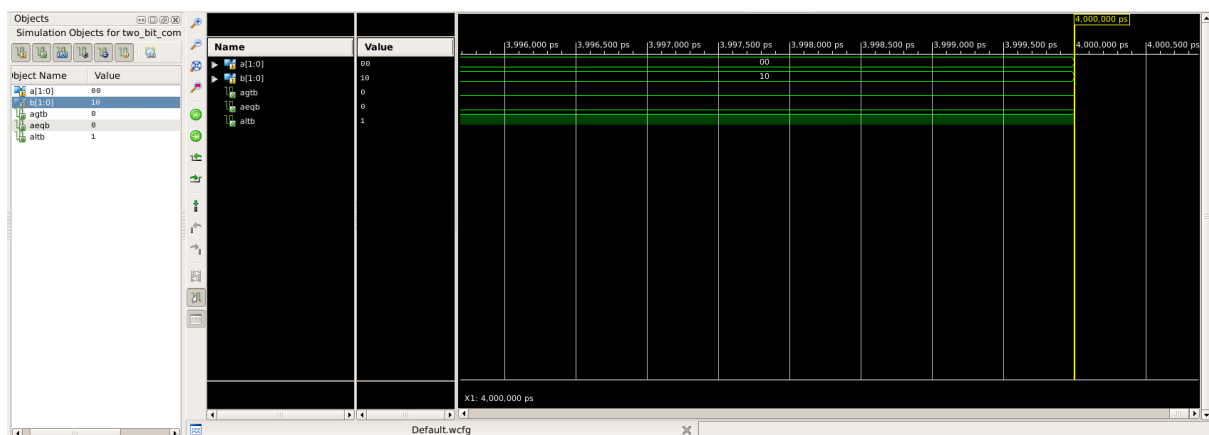 Objects
Simulation Objects for two_bit_com
bject Name Value
a[1:0] 00
b[1:0] 10
agtb 0
aeqb 0
altb 1
Name Value
a[1:0] 00
b[1:0] 10
agtb 0
aeqb 0
altb 1
4,000,000 ps
3,996,000 ps 3,996,500 ps 3,997,000 ps 3,997,500 ps 3,998,000 ps 3,998,500 ps 3,999,000 ps 3,999,500 ps 4,000,000 ps 4,000,500 ps
00
10
X1: 4,000,000 ps
Default.wcfg